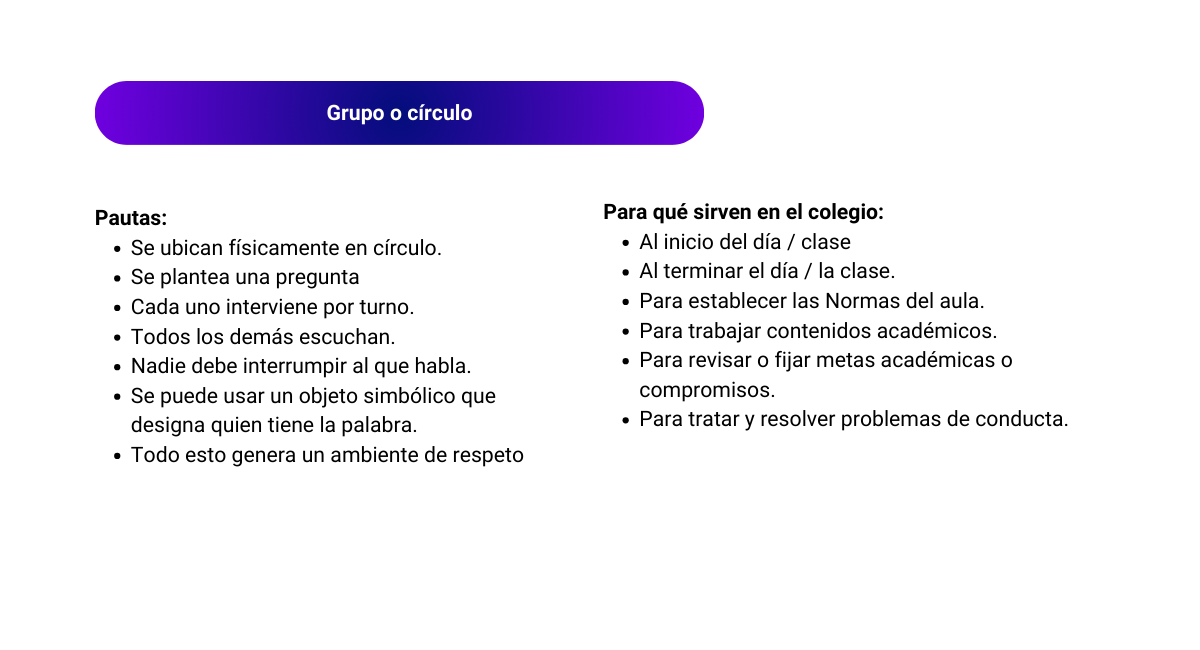 Grupo o círculo
Pautas:
• Se ubican físicamente en círculo.
• Se plantea una pregunta
• Cada uno interviene por turno.
• Todos los demás escuchan.
• Nadie debe interrumpir al que habla.
• Se puede usar un objeto simbólico que
designa quien tiene la palabra.
• Todo esto genera un ambiente de respeto
Para qué sirven en el colegio:
• Al inicio del día / clase
• Al terminar el día / la clase.
• Para establecer las Normas del aula.
• Para trabajar contenidos académicos.
• Para revisar o fijar metas académicas o
compromisos.
• Para tratar y resolver problemas de conducta.